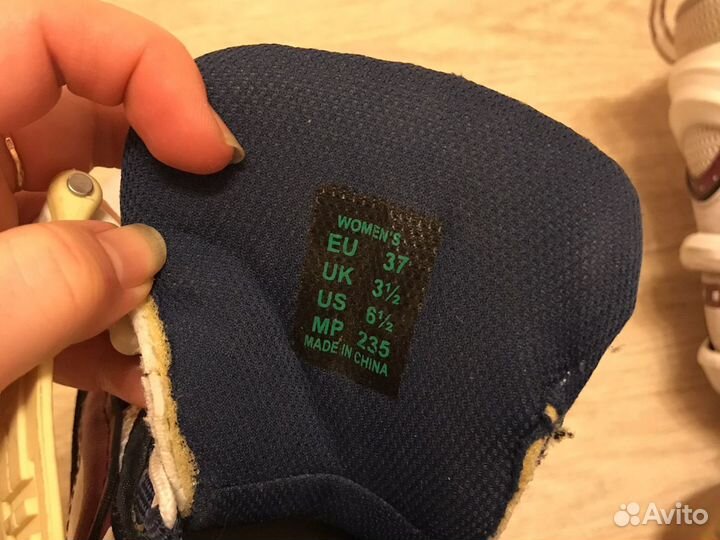 WOMEN'S
EU 37
UK 3½
US 6½
MP 235
MADE IN CHINA
Avito